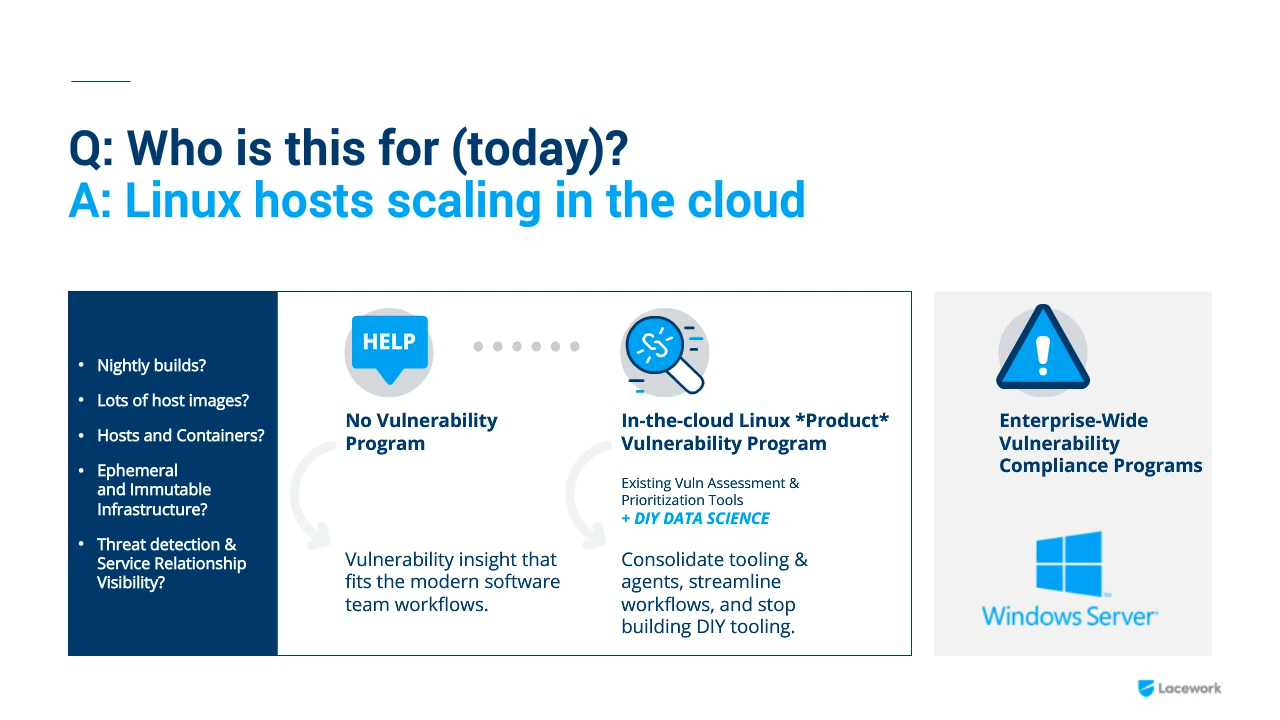 Q: Who is this for (today)?
A: Linux hosts scaling in the cloud
• Nightly builds?
• Lots of host images?
• Hosts and Containers?
• Ephemeral
and Immutable
Infrastructure?
• Threat detection &
Service Relationship
Visibility?
HELP
No Vulnerability
Program
Vulnerability insight that
fits the modern software
team workflows.
In-the-cloud Linux *Product*
Vulnerability Program
Existing Vuln Assessment &
Prioritization Tools
+ DIY DATA SCIENCE
Consolidate tooling &
agents, streamline
workflows, and stop
building DIY tooling.
Enterprise-Wide
Vulnerability
Compliance Programs
Windows Server
Lacework